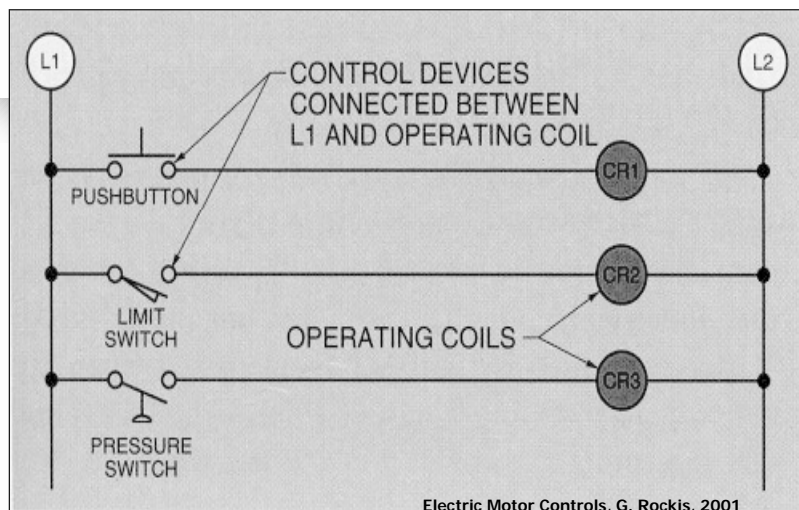 L1
L2
CONTROL DEVICES
CONNECTED BETWEEN
L1 AND OPERATING COIL
PUSHBUTTON
CR1
LIMIT
SWITCH
CR2
OPERATING COILS
PRESSURE
SWITCH
CR3
Electric Motor Controls, G. Rockis, 2001